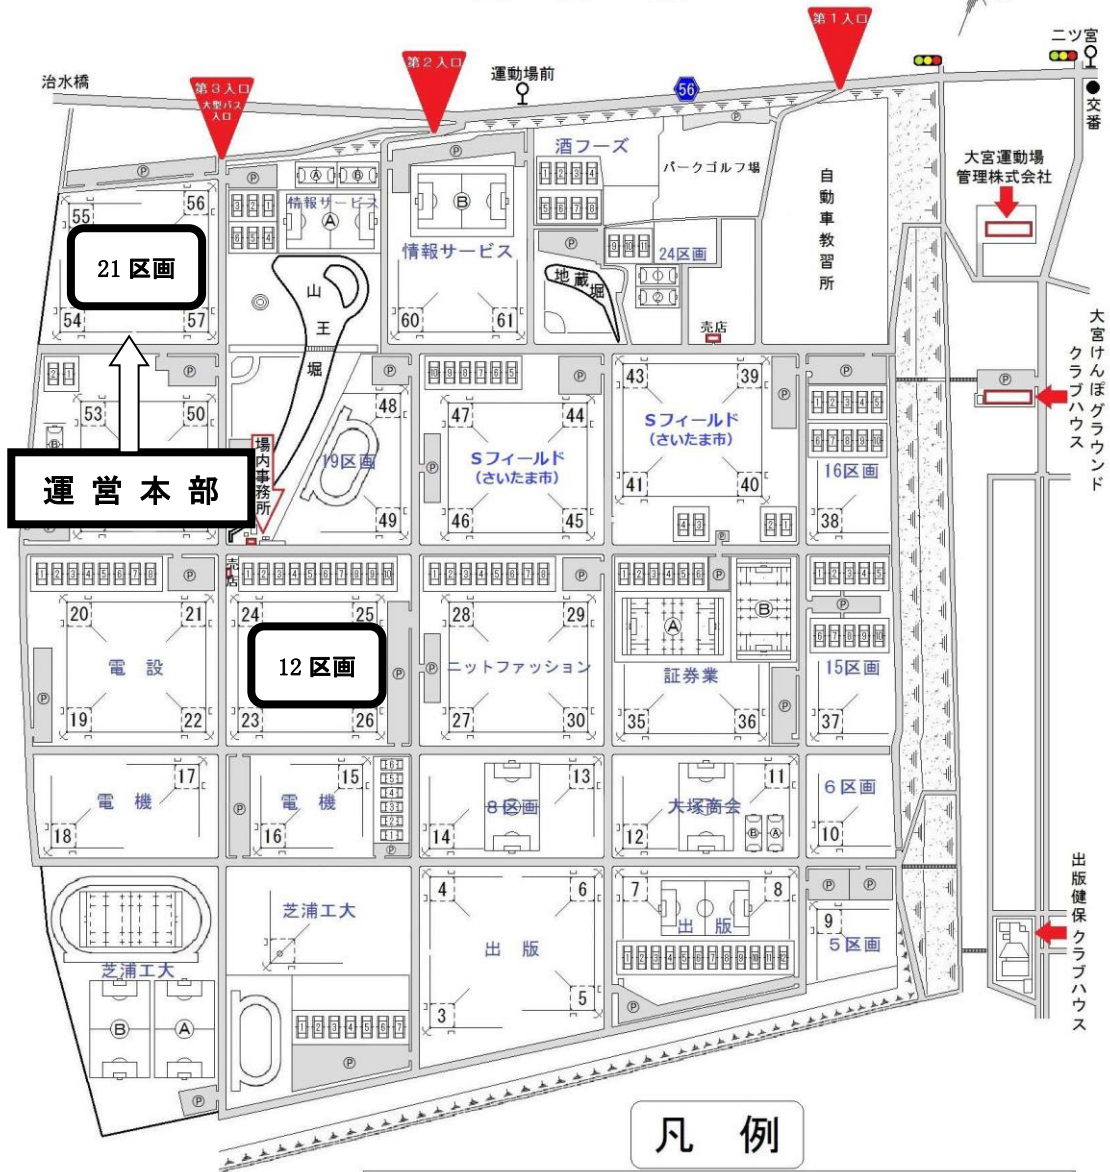 第1入口
二ツ宮
第2入口
運動場前
治水橋
第3入口
大型バス
入口
56
交番
酒フーズ
パークゴルフ場
自動車教習所
大宮運動場
管理株式会社
情報サービス
Ⓐ
Ⓑ
情報サービス
Ⓑ
24区画
地蔵堀
山王堀
売店
55
56
21区画
54
57
60
61
大宮けんぽグラウンド
クラブハウス
53
50
48
47
44
43
39
19区画
Sフィールド
(さいたま市)
Sフィールド
(さいたま市)
16区画
運営本部
場内事務所
49
46
45
41
40
38
売店
20
21
24
25
28
29
Ⓐ
Ⓑ
電設
12区画
ニットファッション
証券業
15区画
19
22
23
26
27
30
35
36
37
17
15
13
11
電機
電機
8区画
大塚商会
6区画
18
16
14
12
Ⓑ
Ⓐ
10
4
6
7
8
9
芝浦工大
出版
出版
5区画
出版健保クラブハウス
芝浦工大
3
5
Ⓑ
Ⓐ
凡例